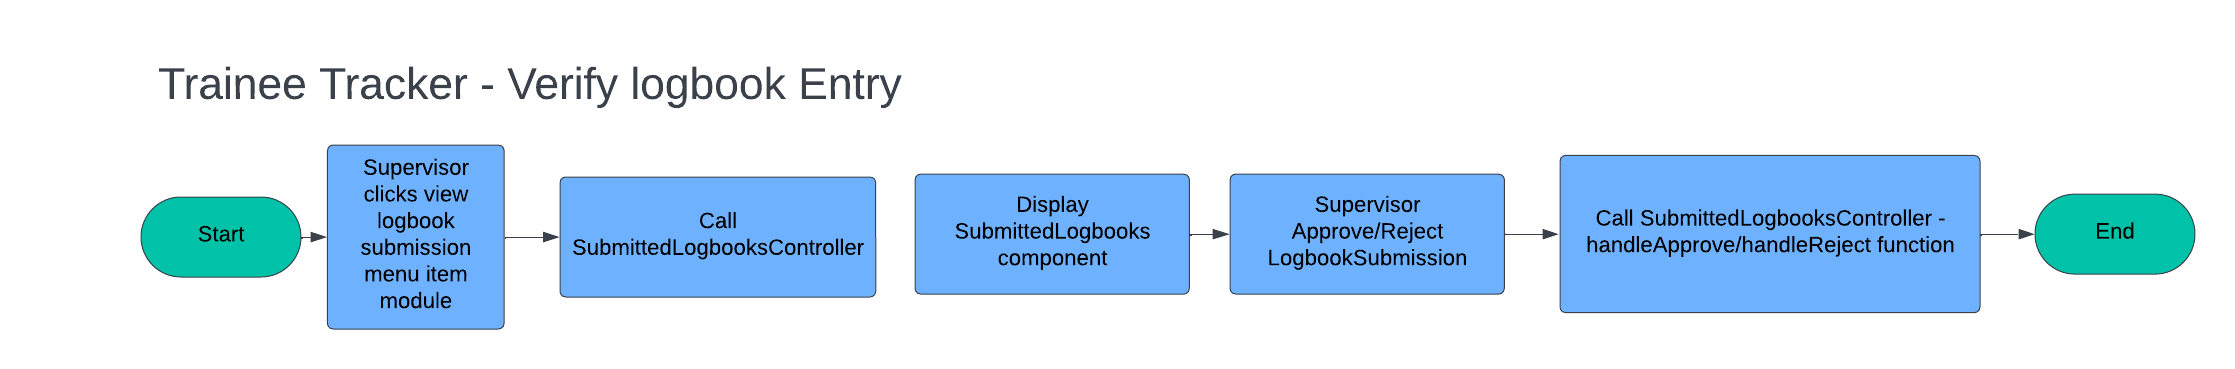 Trainee Tracker - Verify logbook Entry
Start
Supervisor
clicks view
logbook
submission
menu item
module
Call
SubmittedLogbooksController
Display
SubmittedLogbooks
component
Supervisor
Approve/Reject
LogbookSubmission
Call SubmittedLogbooksController -
handleApprove/handleReject function
End